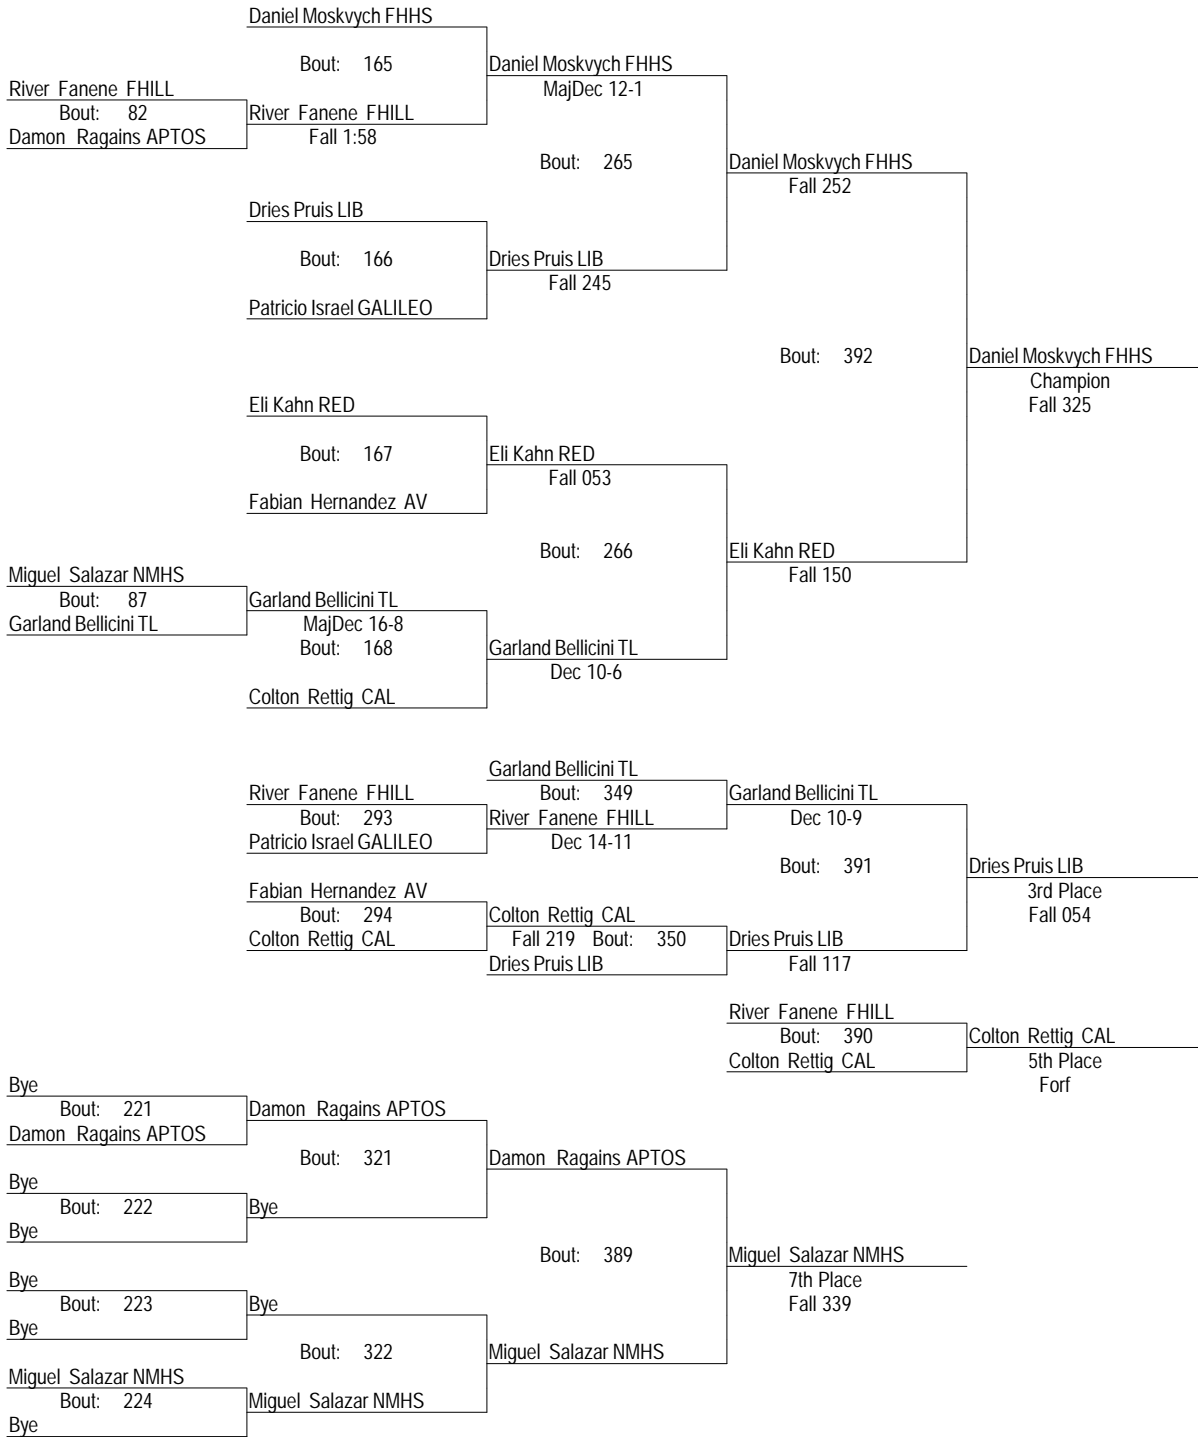 Daniel Moskvych FHHS
Bout: 165
Daniel Moskvych FHHS
MajDec 12-1
River Fanene FHILL
Bout: 82
Damon Ragains APTOS
River Fanene FHILL
Fall 1:58
Bout: 265
Daniel Moskvych FHHS
Fall 252
Dries Pruis LIB
Bout: 166
Dries Pruis LIB
Fall 245
Patricio Israel GALILEO
Bout: 392
Daniel Moskvych FHHS
Champion
Fall 325
Eli Kahn RED
Bout: 167
Eli Kahn RED
Fall 053
Fabian Hernandez AV
Bout: 266
Eli Kahn RED
Fall 150
Miguel Salazar NMHS
Bout: 87
Garland Bellicini TL
Garland Bellicini TL
MajDec 16-8
Bout: 168
Garland Bellicini TL
Dec 10-6
Colton Rettig CAL
Garland Bellicini TL
River Fanene FHILL
Bout: 293
Patricio Israel GALILEO
Bout: 349
River Fanene FHILL
Dec 14-11
Garland Bellicini TL
Dec 10-9
Bout: 391
Dries Pruis LIB
3rd Place
Fall 054
Fabian Hernandez AV
Bout: 294
Colton Rettig CAL
Colton Rettig CAL
Fall 219 Bout: 350
Dries Pruis LIB
Dries Pruis LIB
Fall 117
River Fanene FHILL
Bout: 390
Colton Rettig CAL
Colton Rettig CAL
5th Place
Forf
Bye
Bout: 221
Damon Ragains APTOS
Damon Ragains APTOS
Bout: 321
Damon Ragains APTOS
Bye
Bout: 222
Bye
Bye
Bout: 389
Miguel Salazar NMHS
7th Place
Fall 339
Bye
Bout: 223
Bye
Bye
Bout: 322
Miguel Salazar NMHS
Miguel Salazar NMHS
Bout: 224
Bye
Miguel Salazar NMHS